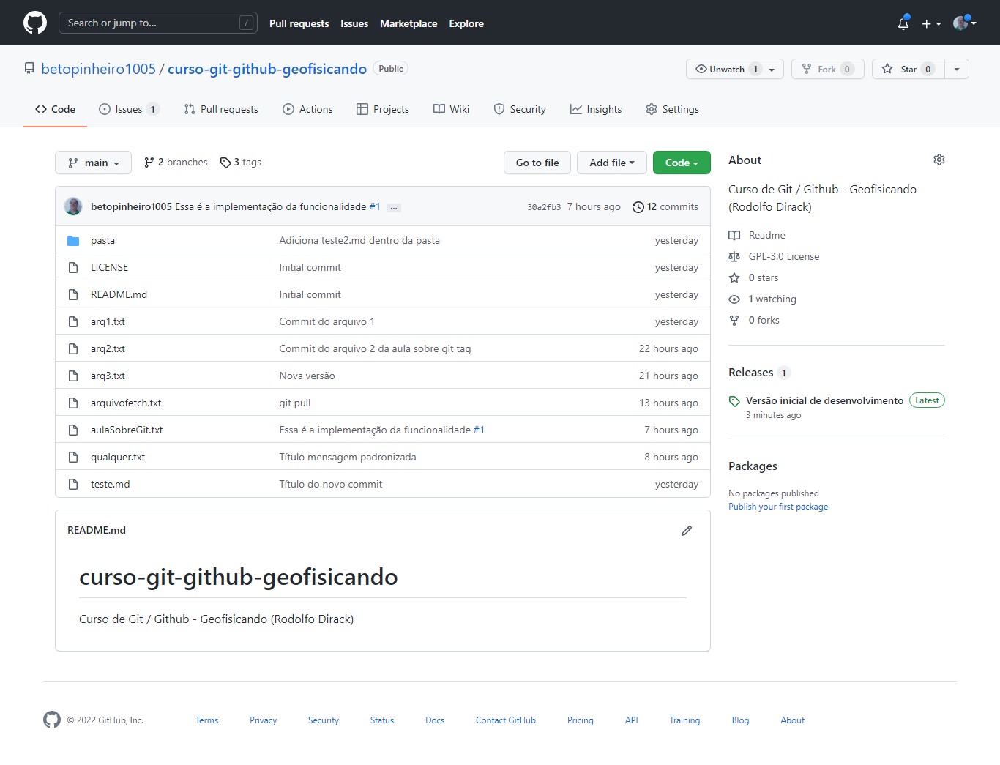 Search or jump to... /
Pull requests Issues Marketplace Explore
betopinheiro1005 / curso-git-github-geofisicando Public
Unwatch 1 Fork 0 Star 0
Code Issues 1 Pull requests Actions Projects Wiki Security Insights Settings
main 2 branches 3 tags Go to file Add file Code
betopinheiro1005 Essa é a implementação da funcionalidade #1 ... 30a2fb3 7 hours ago 12 commits
pasta Adiciona teste2.md dentro da pasta yesterday
LICENSE Initial commit yesterday
README.md Initial commit yesterday
arq1.txt Commit do arquivo 1 yesterday
arq2.txt Commit do arquivo 2 da aula sobre git tag 22 hours ago
arq3.txt Nova versão 21 hours ago
arquivofetch.txt git pull 13 hours ago
aulaSobreGit.txt Essa é a implementação da funcionalidade #1 7 hours ago
qualquer.txt Título mensagem padronizada 8 hours ago
teste.md Título do novo commit yesterday
README.md
curso-git-github-geofisicando
Curso de Git / Github - Geofisicando (Rodolfo Dirack)
About
Curso de Git / Github - Geofisicando
(Rodolfo Dirack)
Readme
GPL-3.0 License
0 stars
1 watching
0 forks
Releases 1
Versão inicial de desenvolvimento Latest
3 minutes ago
Packages
No packages published
Publish your first package
© 2022 GitHub, Inc. Terms Privacy Security Status Docs Contact GitHub Pricing API Training Blog About